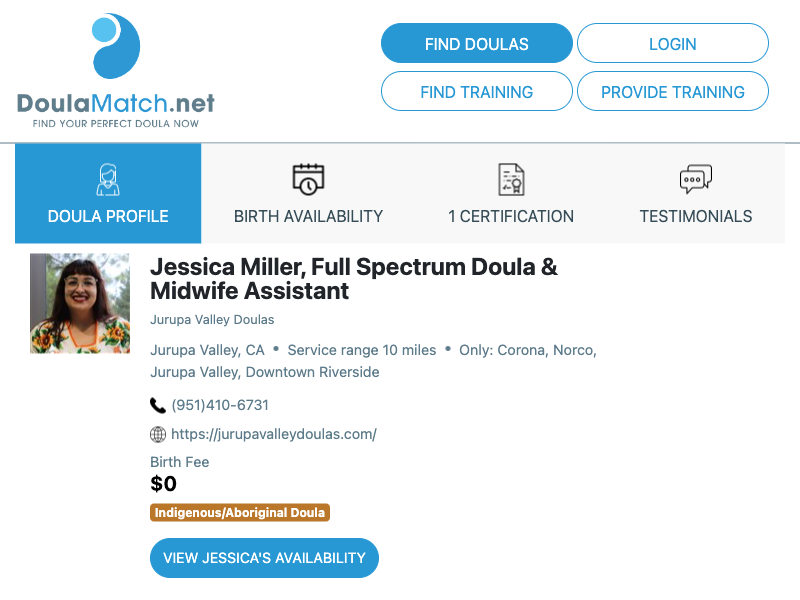 DoulaMatch.net
FIND YOUR PERFECT DOULA NOW
FIND DOULAS
LOGIN
FIND TRAINING
PROVIDE TRAINING
DOULA PROFILE
BIRTH AVAILABILITY
1 CERTIFICATION
TESTIMONIALS
Jessica Miller, Full Spectrum Doula &
Midwife Assistant
Jurupa Valley Doulas
Jurupa Valley, CA • Service range 10 miles • Only: Corona, Norco,
Jurupa Valley, Downtown Riverside
(951)410-6731
https://jurupavalleydoulas.com/
Birth Fee
$0
Indigenous/Aboriginal Doula
VIEW JESSICA'S AVAILABILITY